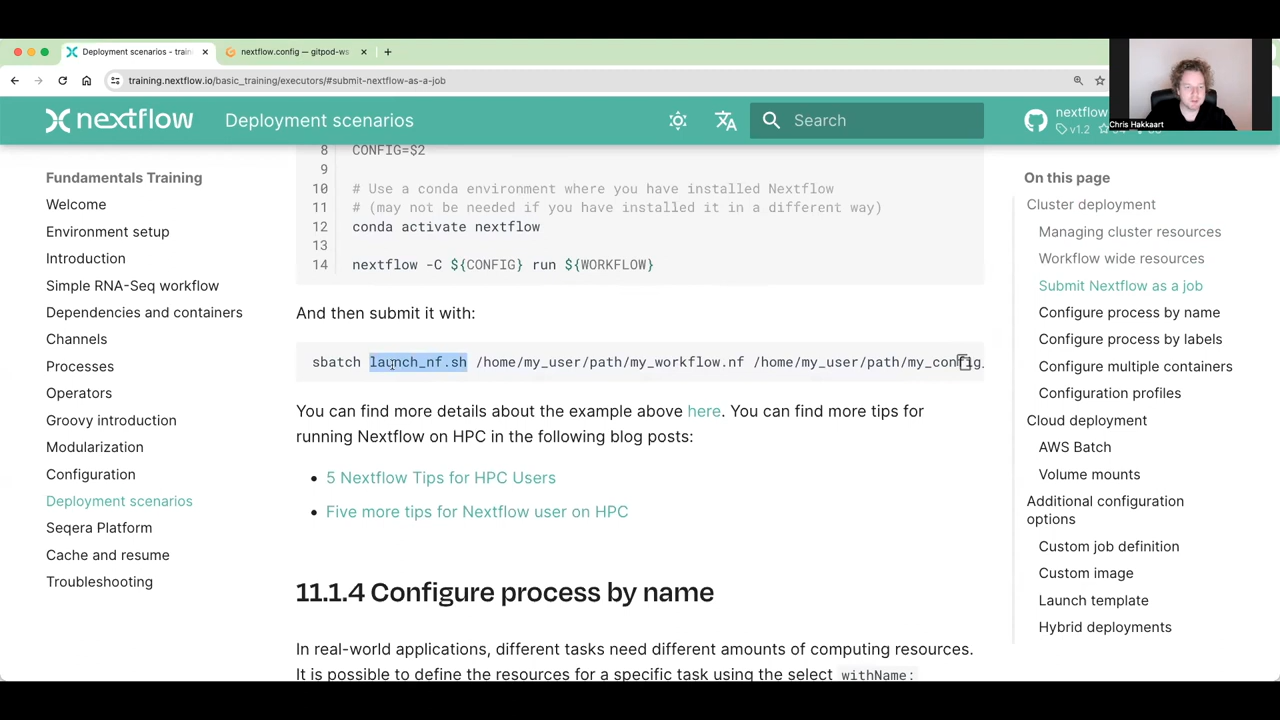 Deployment scenarios - train
nextflow.config — gitpod-ws
training.nextflow.io/basic_training/executors/#submit-nextflow-as-a-job
Chris Hakkaart
nextflow
Deployment scenarios
Search
nextflow
v1.2
Fundamentals Training
Welcome
Environment setup
Introduction
Simple RNA-Seq workflow
Dependencies and containers
Channels
Processes
Operators
Groovy introduction
Modularization
Configuration
Deployment scenarios
Seqera Platform
Cache and resume
Troubleshooting
8 CONFIG=$2
9
10 # Use a conda environment where you have installed Nextflow
11 # (may not be needed if you have installed it in a different way)
12 conda activate nextflow
13
14 nextflow -C ${CONFIG} run ${WORKFLOW}
And then submit it with:
sbatch launch_nf.sh /home/my_user/path/my_workflow.nf /home/my_user/path/my_config.
You can find more details about the example above here. You can find more tips for
running Nextflow on HPC in the following blog posts:
• 5 Nextflow Tips for HPC Users
• Five more tips for Nextflow user on HPC
11.1.4 Configure process by name
In real-world applications, different tasks need different amounts of computing resources.
It is possible to define the resources for a specific task using the select withName:
On this page
Cluster deployment
Managing cluster resources
Workflow wide resources
Submit Nextflow as a job
Configure process by name
Configure process by labels
Configure multiple containers
Configuration profiles
Cloud deployment
AWS Batch
Volume mounts
Additional configuration
options
Custom job definition
Custom image
Launch template
Hybrid deployments